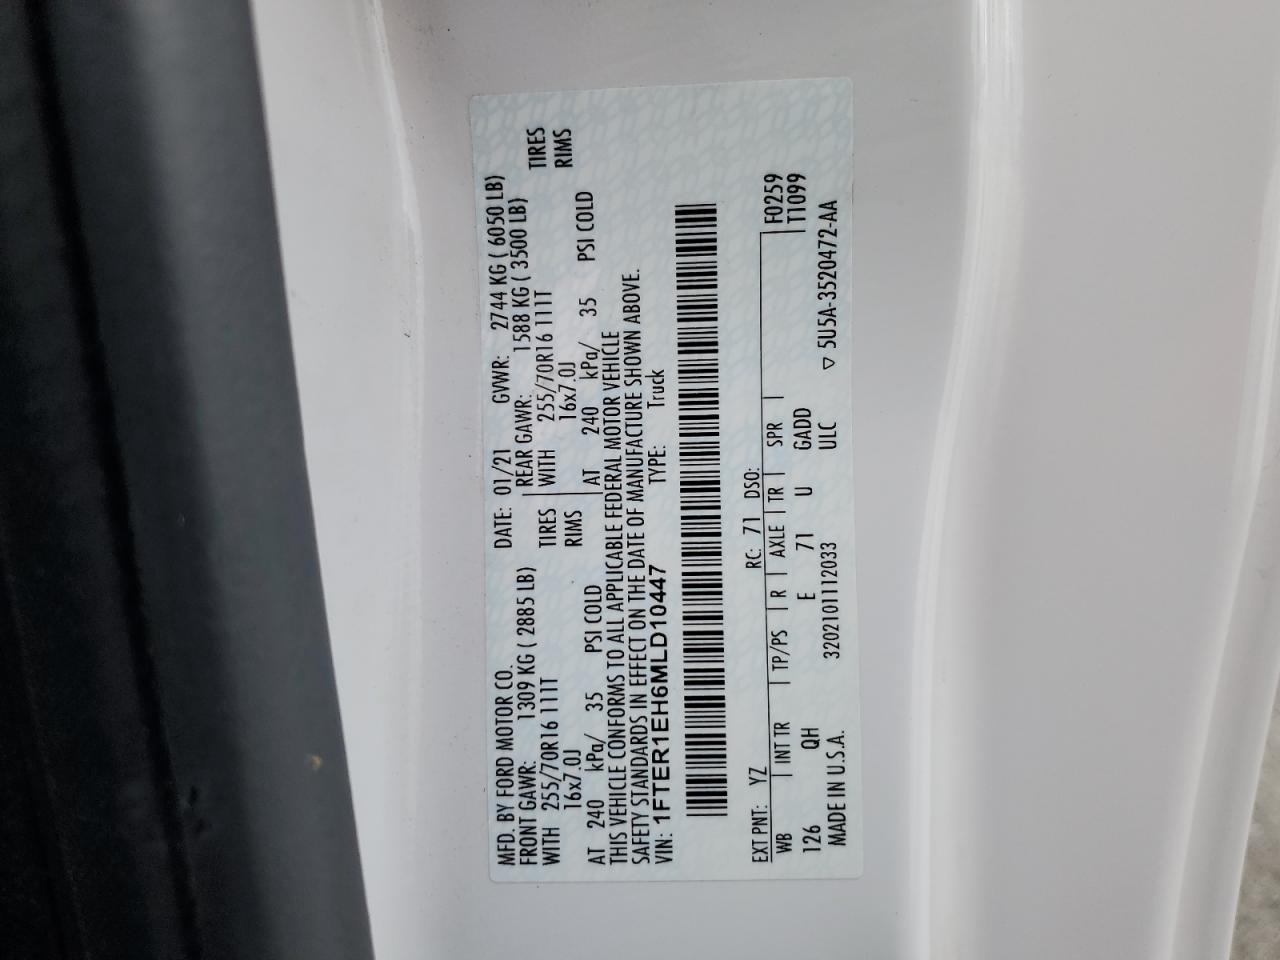 MFD. BY FORD MOTOR CO. DATE: 01/21 GVWR: 2744 KG ( 6050 LB)
FRONT GAWR: 1309 KG ( 2885 LB) REAR GAWR: 1588 KG ( 3500 LB)
WITH 255/70R16 111T TIRES WITH 255/70R16 111T TIRES
16x7.0J RIMS 16x7.0J RIMS
AT 240 kPa/ 35 PSI COLD AT 240 kPa/ 35 PSI COLD
THIS VEHICLE CONFORMS TO ALL APPLICABLE FEDERAL MOTOR VEHICLE
SAFETY STANDARDS IN EFFECT ON THE DATE OF MANUFACTURE SHOWN ABOVE.
VIN: 1FTER1EH6MLD10447 TYPE: Truck
EXT PNT: YZ RC: 71 DSO: F0259
WB INT TR TP/PS R AXLE TR SPR T1099
126 QH E 71 U GADD
MADE IN U.S.A. 3202101112033 ULC ▽ 5U5A-3520472-AA